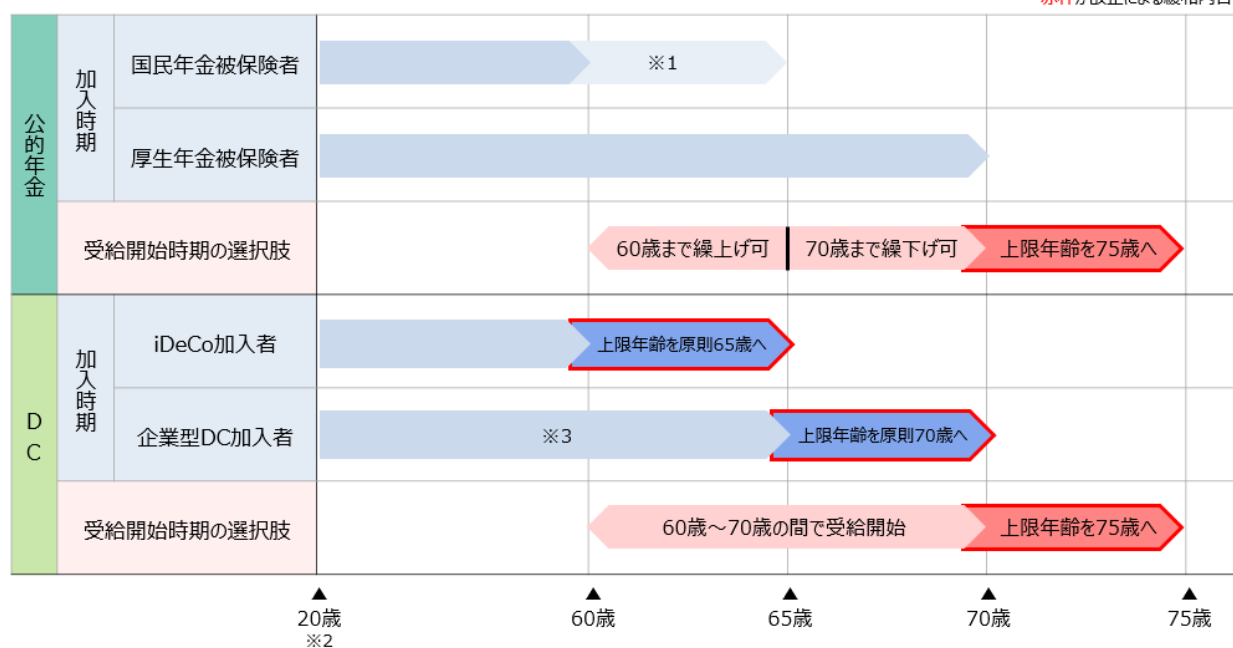 公的年金
加入時期
国民年金被保険者
※1
厚生年金被保険者
受給開始時期の選択肢
60歳まで繰上げ可
70歳まで繰下げ可
上限年齢を75歳へ
DC
加入時期
iDeCo加入者
上限年齢を原則65歳へ
企業型DC加入者
※3
上限年齢を原則70歳へ
受給開始時期の選択肢
60歳～70歳の間で受給開始
上限年齢を75歳へ
▲ ▲ ▲ ▲ ▲
20歳 60歳 65歳 70歳 75歳
※2